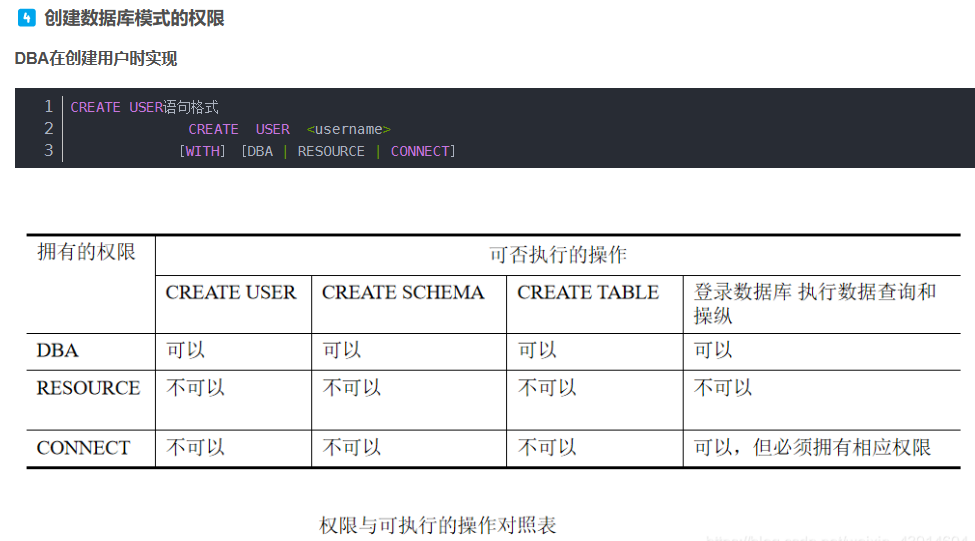 4 创建数据库模式的权限
DBA在创建用户时实现
1 CREATE USER语句格式
2 CREATE USER <username>
3 [WITH] [DBA | RESOURCE | CONNECT]
拥有的权限 可否执行的操作
CREATE USER CREATE SCHEMA CREATE TABLE 登录数据库 执行数据查询和
操纵
DBA 可以 可以 可以 可以
RESOURCE 不可以 不可以 不可以 不可以
CONNECT 不可以 不可以 不可以 可以，但必须拥有相应权限
权限与可执行的操作对照表